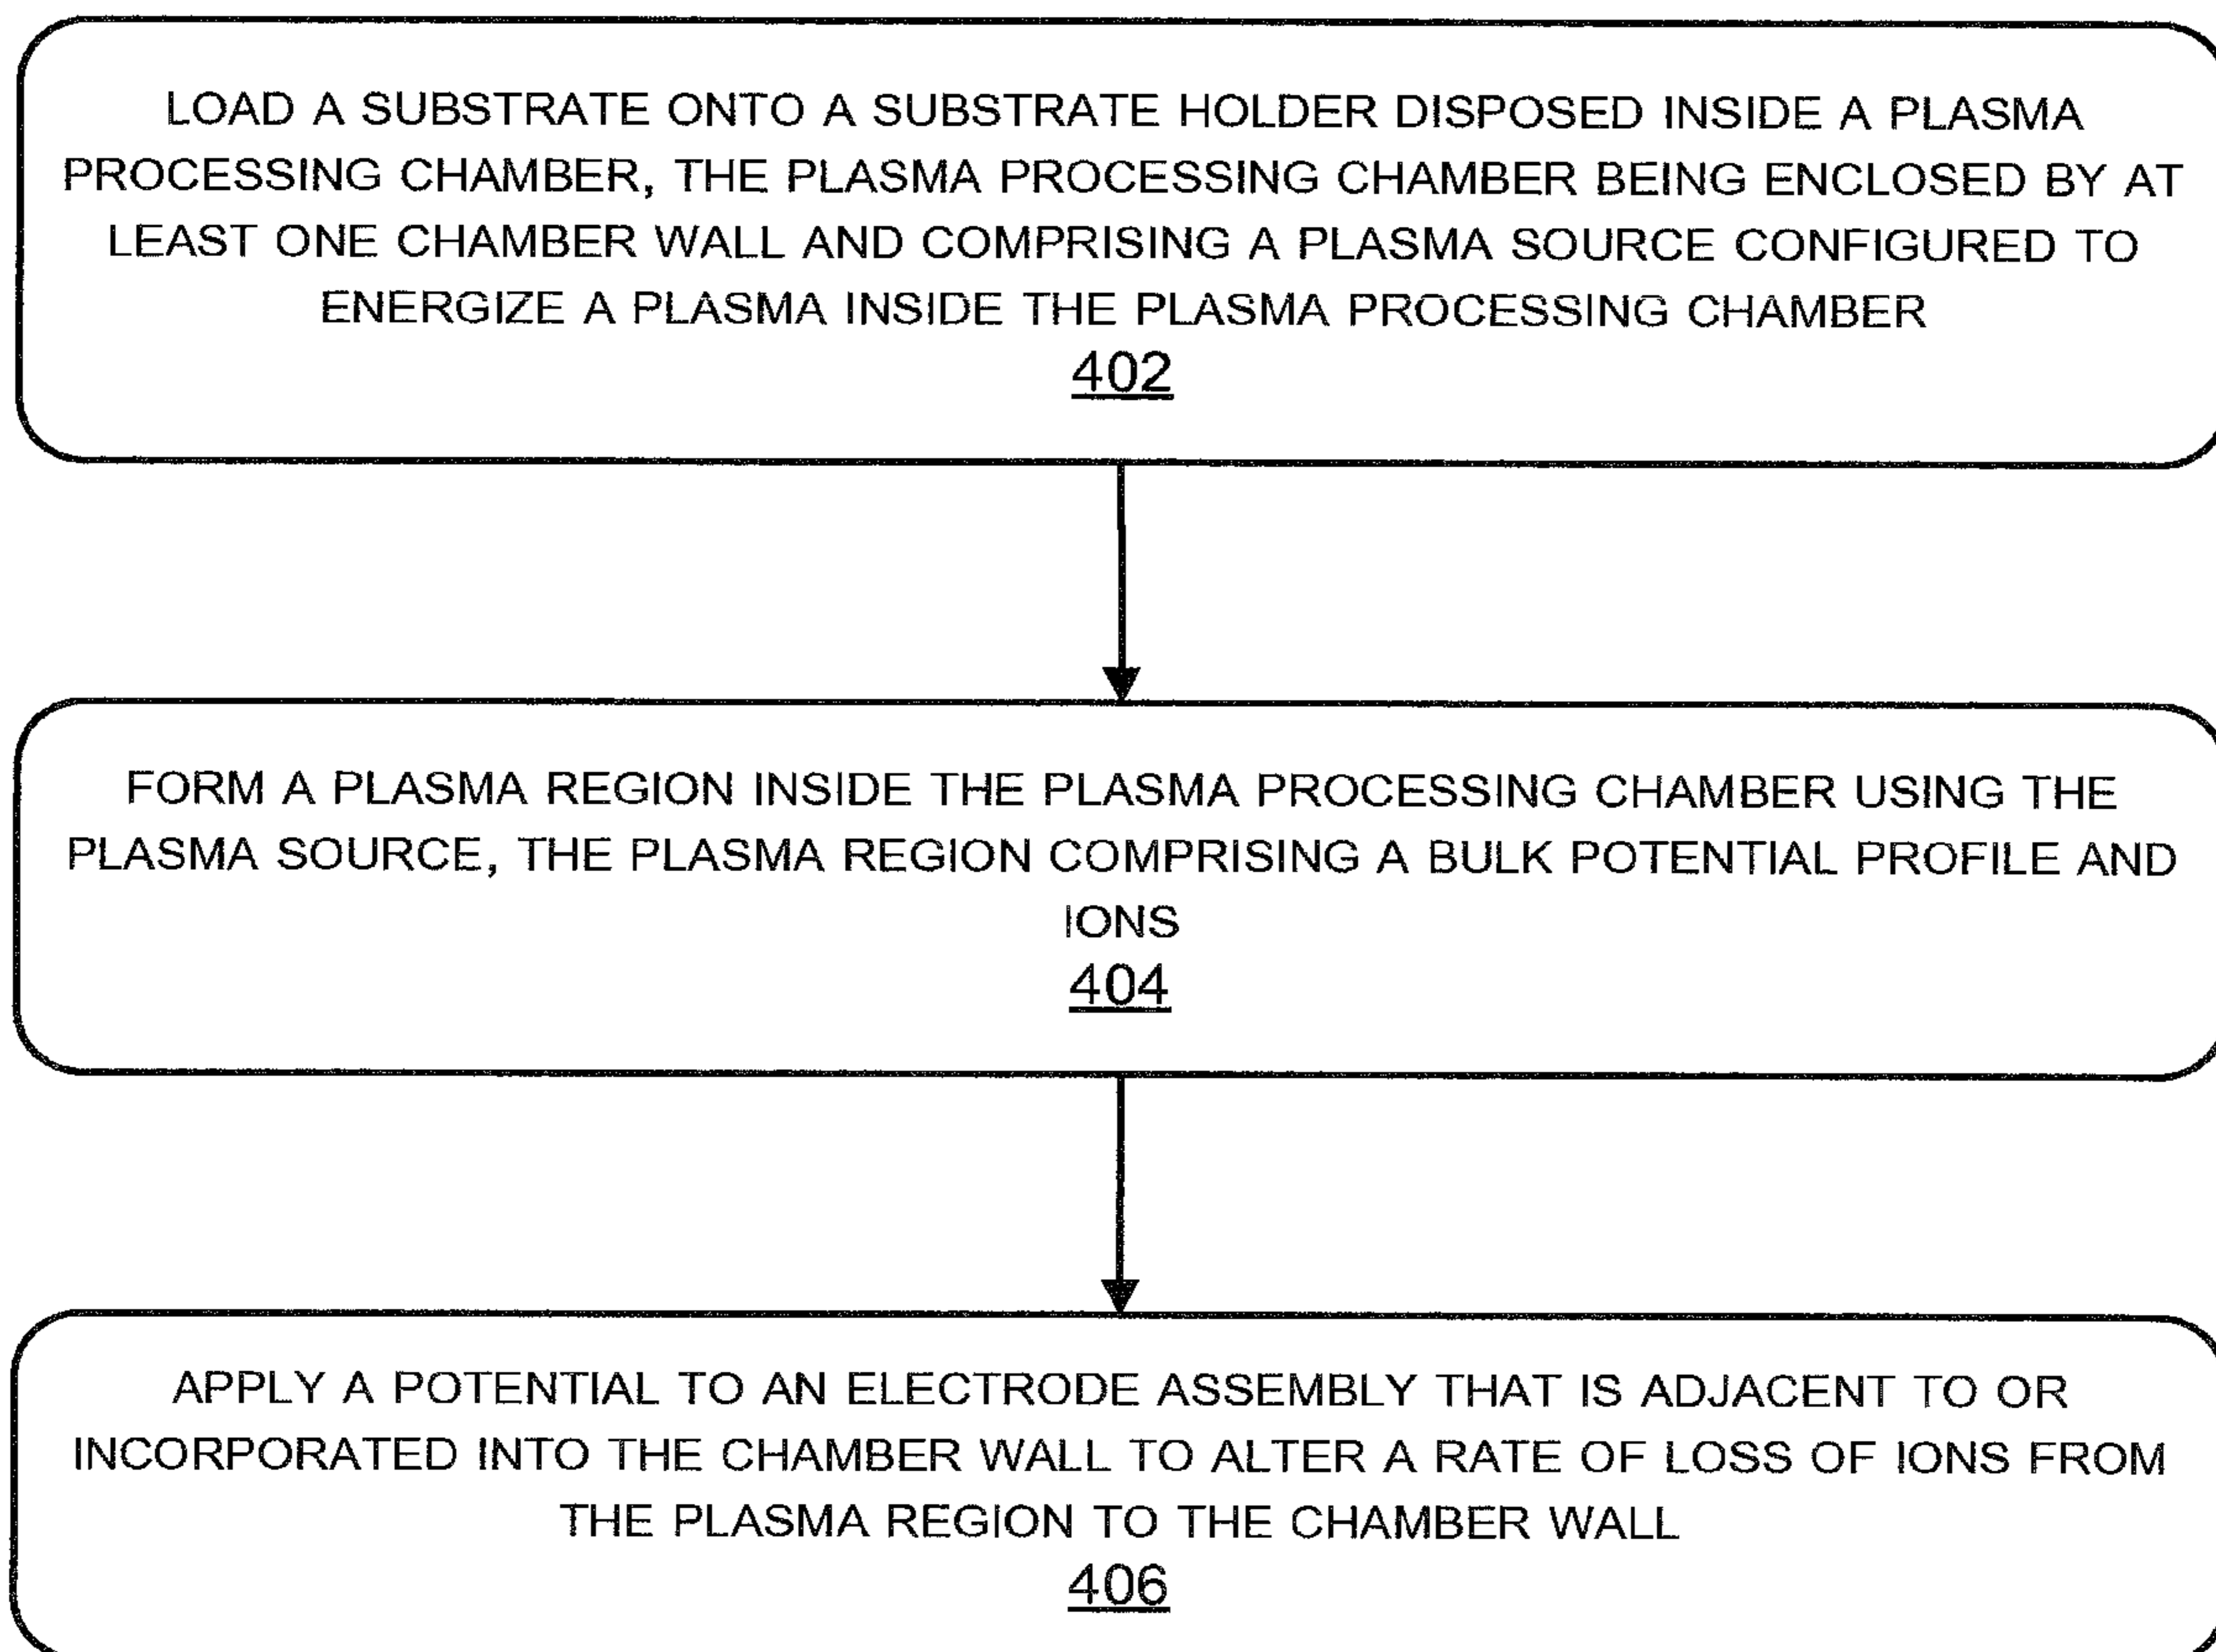 LOAD A SUBSTRATE ONTO A SUBSTRATE HOLDER DISPOSED INSIDE A PLASMA
PROCESSING CHAMBER, THE PLASMA PROCESSING CHAMBER BEING ENCLOSED BY AT
LEAST ONE CHAMBER WALL AND COMPRISING A PLASMA SOURCE CONFIGURED TO
ENERGIZE A PLASMA INSIDE THE PLASMA PROCESSING CHAMBER
402
FORM A PLASMA REGION INSIDE THE PLASMA PROCESSING CHAMBER USING THE
PLASMA SOURCE, THE PLASMA REGION COMPRISING A BULK POTENTIAL PROFILE AND
IONS
404
APPLY A POTENTIAL TO AN ELECTRODE ASSEMBLY THAT IS ADJACENT TO OR
INCORPORATED INTO THE CHAMBER WALL TO ALTER A RATE OF LOSS OF IONS FROM
THE PLASMA REGION TO THE CHAMBER WALL
406